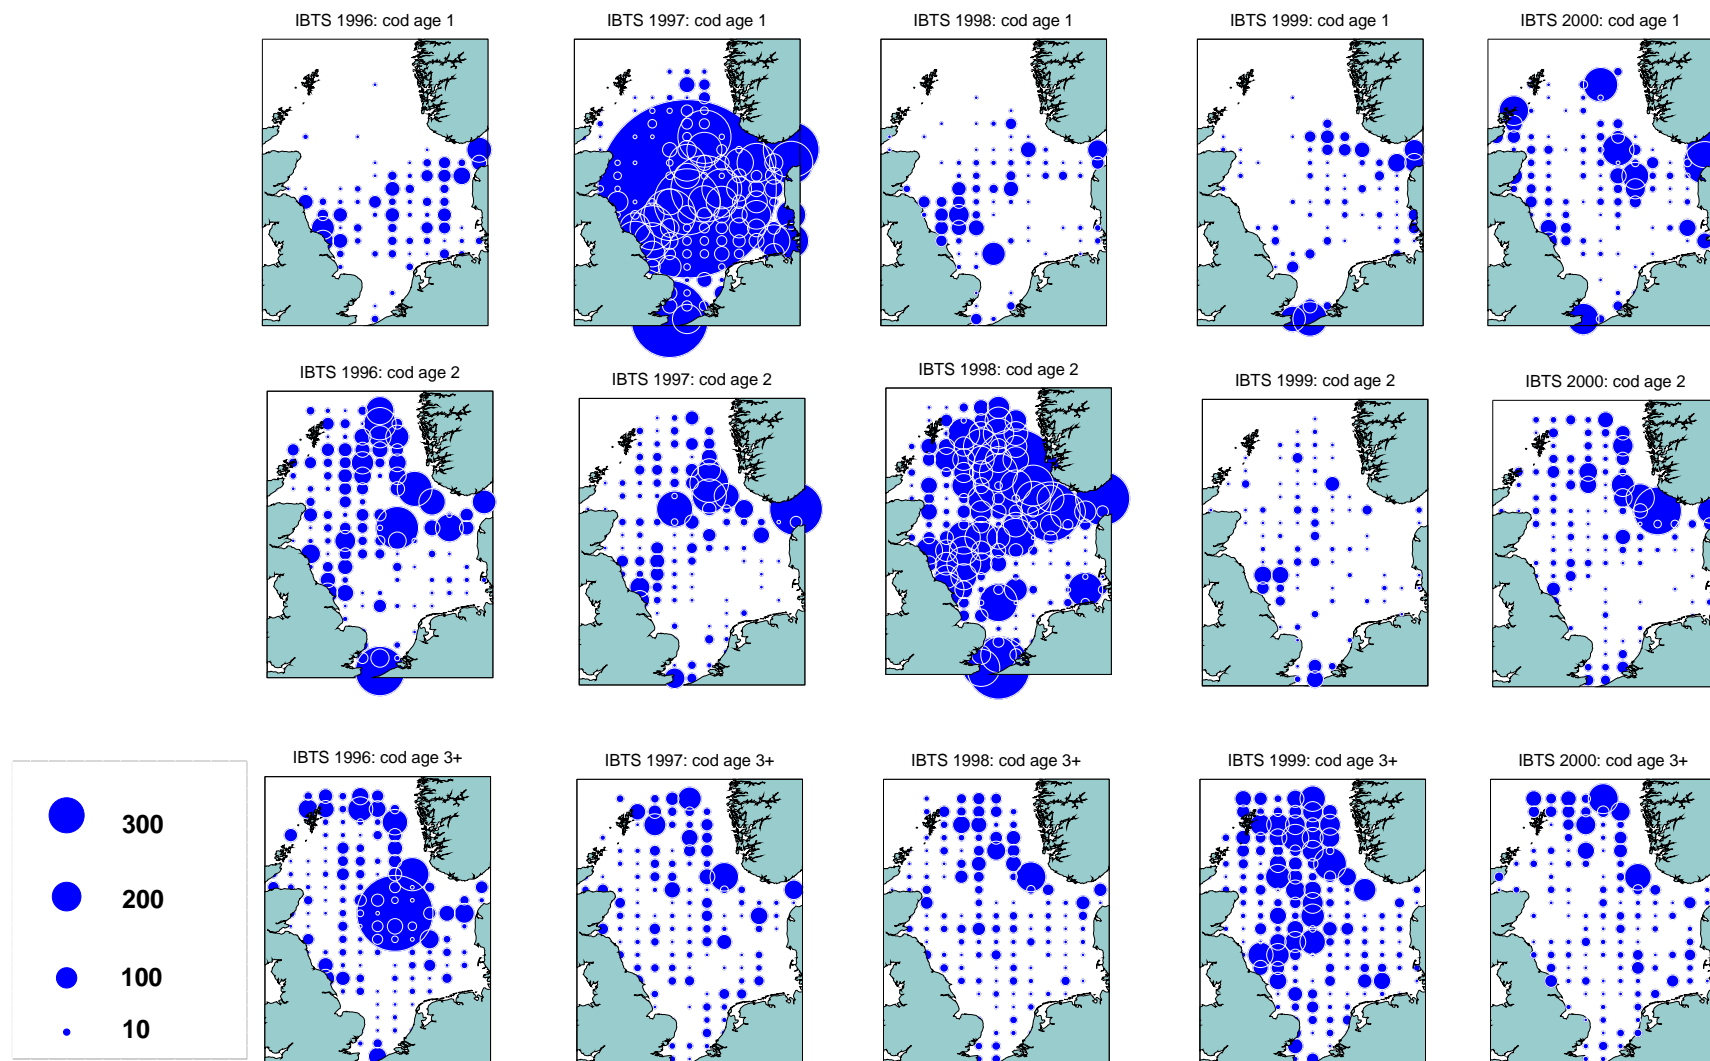 IBTS 1996: cod age 1
IBTS 1997: cod age 1
IBTS 1998: cod age 1
IBTS 1999: cod age 1
IBTS 2000: cod age 1
IBTS 1996: cod age 2
IBTS 1997: cod age 2
IBTS 1998: cod age 2
IBTS 1999: cod age 2
IBTS 2000: cod age 2
IBTS 1996: cod age 3+
IBTS 1997: cod age 3+
IBTS 1998: cod age 3+
IBTS 1999: cod age 3+
IBTS 2000: cod age 3+
300
200
100
10